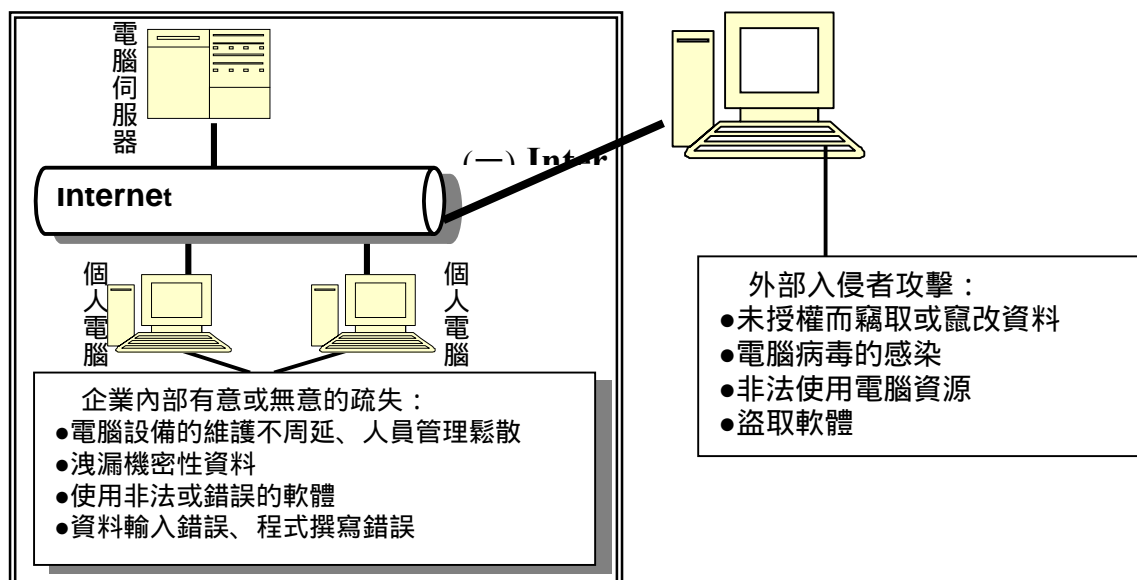 電腦伺服器
(一) Inter
Internet
個人電腦
個人電腦
企業內部有意或無意的疏失：
●電腦設備的維護不周延、人員管理鬆散
●洩漏機密性資料
●使用非法或錯誤的軟體
●資料輸入錯誤、程式撰寫錯誤
外部入侵者攻擊：
●未授權而竊取或竄改資料
●電腦病毒的感染
●非法使用電腦資源
●盜取軟體